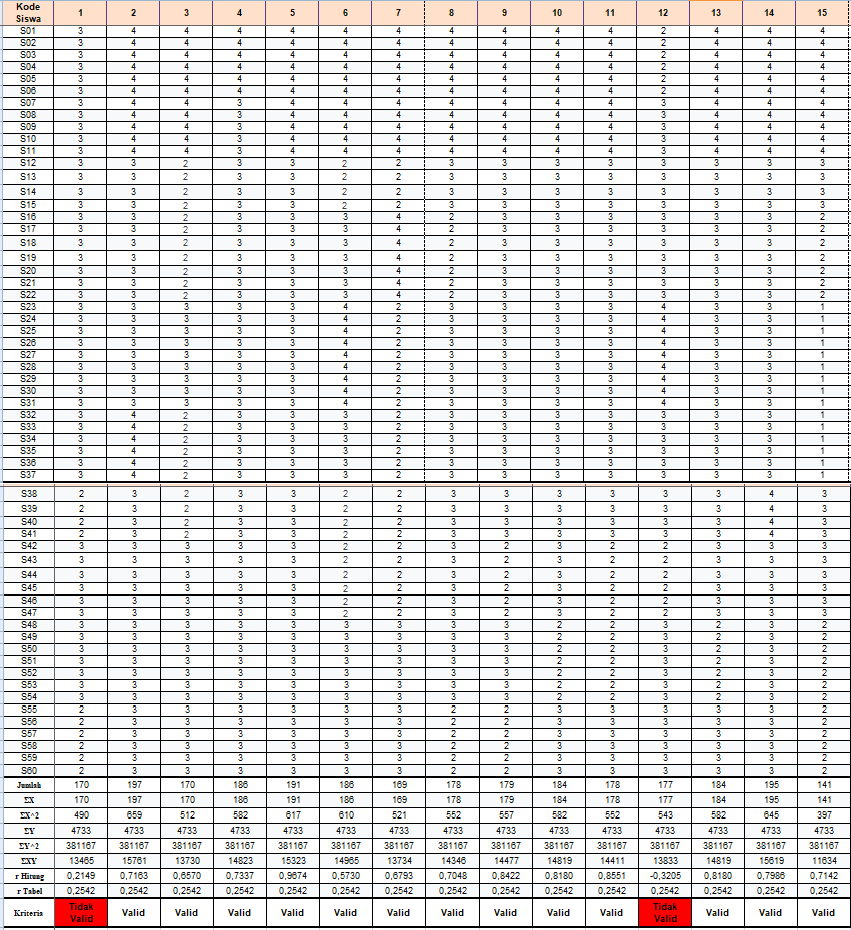 Kode Siswa 1 2 3 4 5 6 7 8 9 10 11 12 13 14 15
S01 3 4 4 4 4 4 4 4 4 4 4 2 4 4 4
S02 3 4 4 4 4 4 4 4 4 4 4 2 4 4 4
S03 3 4 4 4 4 4 4 4 4 4 4 2 4 4 4
S04 3 4 4 4 4 4 4 4 4 4 4 2 4 4 4
S05 3 4 4 4 4 4 4 4 4 4 4 2 4 4 4
S06 3 4 4 4 4 4 4 4 4 4 4 2 4 4 4
S07 3 4 4 3 4 4 4 4 4 4 4 3 4 4 4
S08 3 4 4 3 4 4 4 4 4 4 4 3 4 4 4
S09 3 4 4 3 4 4 4 4 4 4 4 3 4 4 4
S10 3 4 4 3 4 4 4 4 4 4 4 3 4 4 4
S11 3 4 4 3 4 4 4 4 4 4 4 3 4 4 4
S12 3 3 2 3 3 2 2 3 3 3 3 3 3 3 3
S13 3 3 2 3 3 2 2 3 3 3 3 3 3 3 3
S14 3 3 2 3 3 2 2 3 3 3 3 3 3 3 3
S15 3 3 2 3 3 2 2 3 3 3 3 3 3 3 3
S16 3 3 2 3 3 3 4 2 3 3 3 3 3 3 2
S17 3 3 2 3 3 3 4 2 3 3 3 3 3 3 2
S18 3 3 2 3 3 3 4 2 3 3 3 3 3 3 2
S19 3 3 2 3 3 3 4 2 3 3 3 3 3 3 2
S20 3 3 2 3 3 3 4 2 3 3 3 3 3 3 2
S21 3 3 2 3 3 3 4 2 3 3 3 3 3 3 2
S22 3 3 2 3 3 3 4 2 3 3 3 3 3 3 2
S23 3 3 3 3 3 4 2 3 3 3 3 4 3 3 1
S24 3 3 3 3 3 4 2 3 3 3 3 4 3 3 1
S25 3 3 3 3 3 4 2 3 3 3 3 4 3 3 1
S26 3 3 3 3 3 4 2 3 3 3 3 4 3 3 1
S27 3 3 3 3 3 4 2 3 3 3 3 4 3 3 1
S28 3 3 3 3 3 4 2 3 3 3 3 4 3 3 1
S29 3 3 3 3 3 4 2 3 3 3 3 4 3 3 1
S30 3 3 3 3 3 4 2 3 3 3 3 4 3 3 1
S31 3 3 3 3 3 4 2 3 3 3 3 4 3 3 1
S32 3 4 2 3 3 3 2 3 3 3 3 3 3 3 1
S33 3 4 2 3 3 3 2 3 3 3 3 3 3 3 1
S34 3 4 2 3 3 3 2 3 3 3 3 3 3 3 1
S35 3 4 2 3 3 3 2 3 3 3 3 3 3 3 1
S36 3 4 2 3 3 3 2 3 3 3 3 3 3 3 1
S37 3 4 2 3 3 3 2 3 3 3 3 3 3 3 1
S38 2 3 2 3 3 2 2 3 3 3 3 3 3 4 3
S39 2 3 2 3 3 2 2 3 3 3 3 3 3 4 3
S40 2 3 2 3 3 2 2 3 3 3 3 3 3 4 3
S41 2 3 2 3 3 2 2 3 3 3 3 3 3 4 3
S42 3 3 3 3 3 2 2 3 2 3 2 2 3 3 3
S43 3 3 3 3 3 2 2 3 2 3 2 2 3 3 3
S44 3 3 3 3 3 2 2 3 2 3 2 2 3 3 3
S45 3 3 3 3 3 2 2 3 2 3 2 2 3 3 3
S46 3 3 3 3 3 2 2 3 2 3 2 2 3 3 3
S47 3 3 3 3 3 2 2 3 2 3 2 2 3 3 3
S48 3 3 3 3 3 3 3 3 3 2 2 3 2 3 2
S49 3 3 3 3 3 3 3 3 3 2 2 3 2 3 2
S50 3 3 3 3 3 3 3 3 3 2 2 3 2 3 2
S51 3 3 3 3 3 3 3 3 3 2 2 3 2 3 2
S52 3 3 3 3 3 3 3 3 3 2 2 3 2 3 2
S53 3 3 3 3 3 3 3 3 3 2 2 3 2 3 2
S54 3 3 3 3 3 3 3 3 3 2 2 3 2 3 2
S55 2 3 3 3 3 3 3 2 2 3 3 3 3 3 2
S56 2 3 3 3 3 3 3 2 2 3 3 3 3 3 2
S57 2 3 3 3 3 3 3 2 2 3 3 3 3 3 2
S58 2 3 3 3 3 3 3 2 2 3 3 3 3 3 2
S59 2 3 3 3 3 3 3 2 2 3 3 3 3 3 2
S60 2 3 3 3 3 3 3 2 2 3 3 3 3 3 2
Jumlah 170 197 170 186 191 186 169 178 179 184 178 177 184 195 141
ΣX 170 197 170 186 191 186 169 178 179 184 178 177 184 195 141
ΣX^2 490 659 512 582 617 610 521 552 557 582 552 543 582 645 397
ΣY 4733 4733 4733 4733 4733 4733 4733 4733 4733 4733 4733 4733 4733 4733 4733
ΣY^2 381167 381167 381167 381167 381167 381167 381167 381167 381167 381167 381167 381167 381167 381167 381167
ΣXY 13465 15761 13730 14823 15323 14965 13734 14346 14477 14819 14411 13833 14819 15619 11634
r Hitung 0,2149 0,7163 0,6570 0,7337 0,9674 0,5730 0,6793 0,7048 0,8422 0,8180 0,8551 -0,3205 0,8180 0,7986 0,7142
r Tabel 0,2542 0,2542 0,2542 0,2542 0,2542 0,2542 0,2542 0,2542 0,2542 0,2542 0,2542 0,2542 0,2542 0,2542 0,2542
Kriteria Tidak Valid Valid Valid Valid Valid Valid Valid Valid Valid Valid Valid Tidak Valid Valid Valid Valid